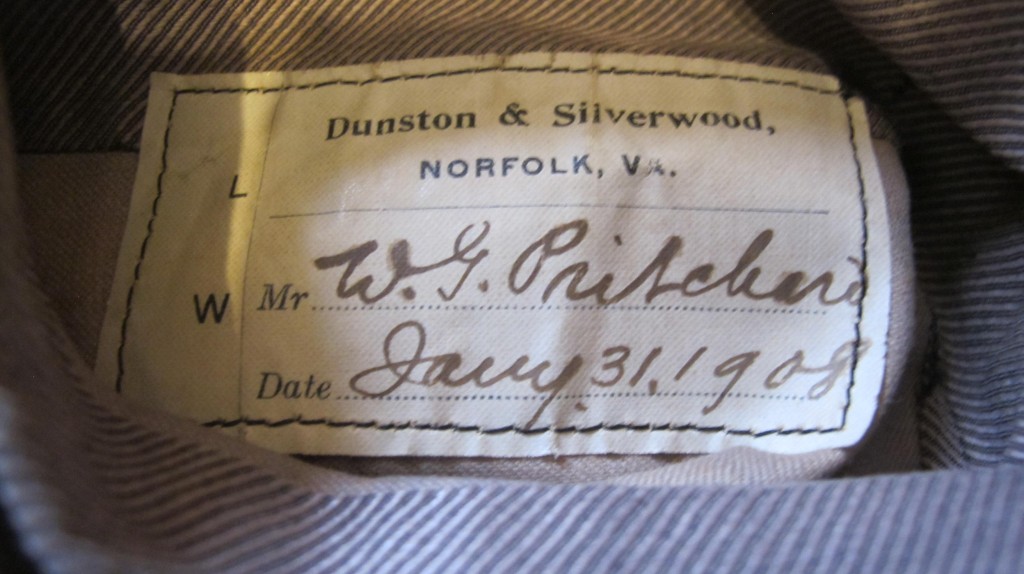 Dunston & Silverwood,
NORFOLK, VA.
L
W
Mr. W. G. Pritchard
Date Jany. 31, 1908